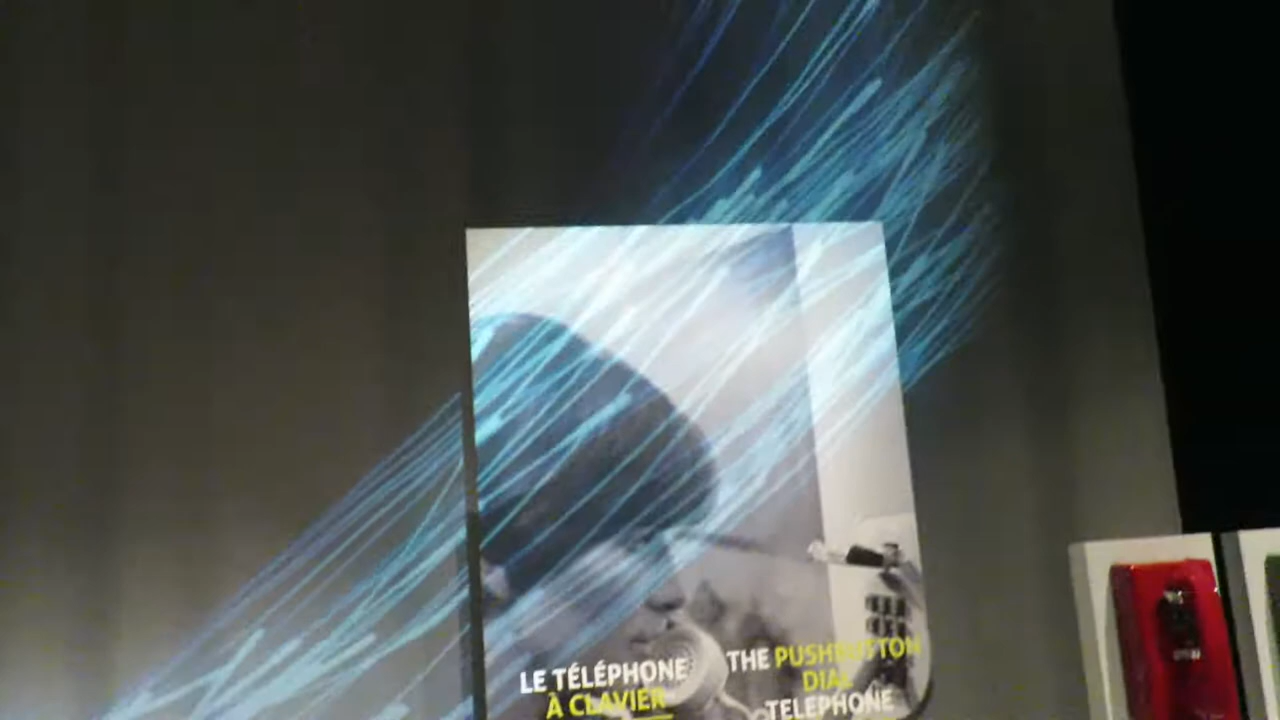 LE TÉLÉPHONE
À CLAVIER
THE PUSHBUTTON
DIAL
TELEPHONE